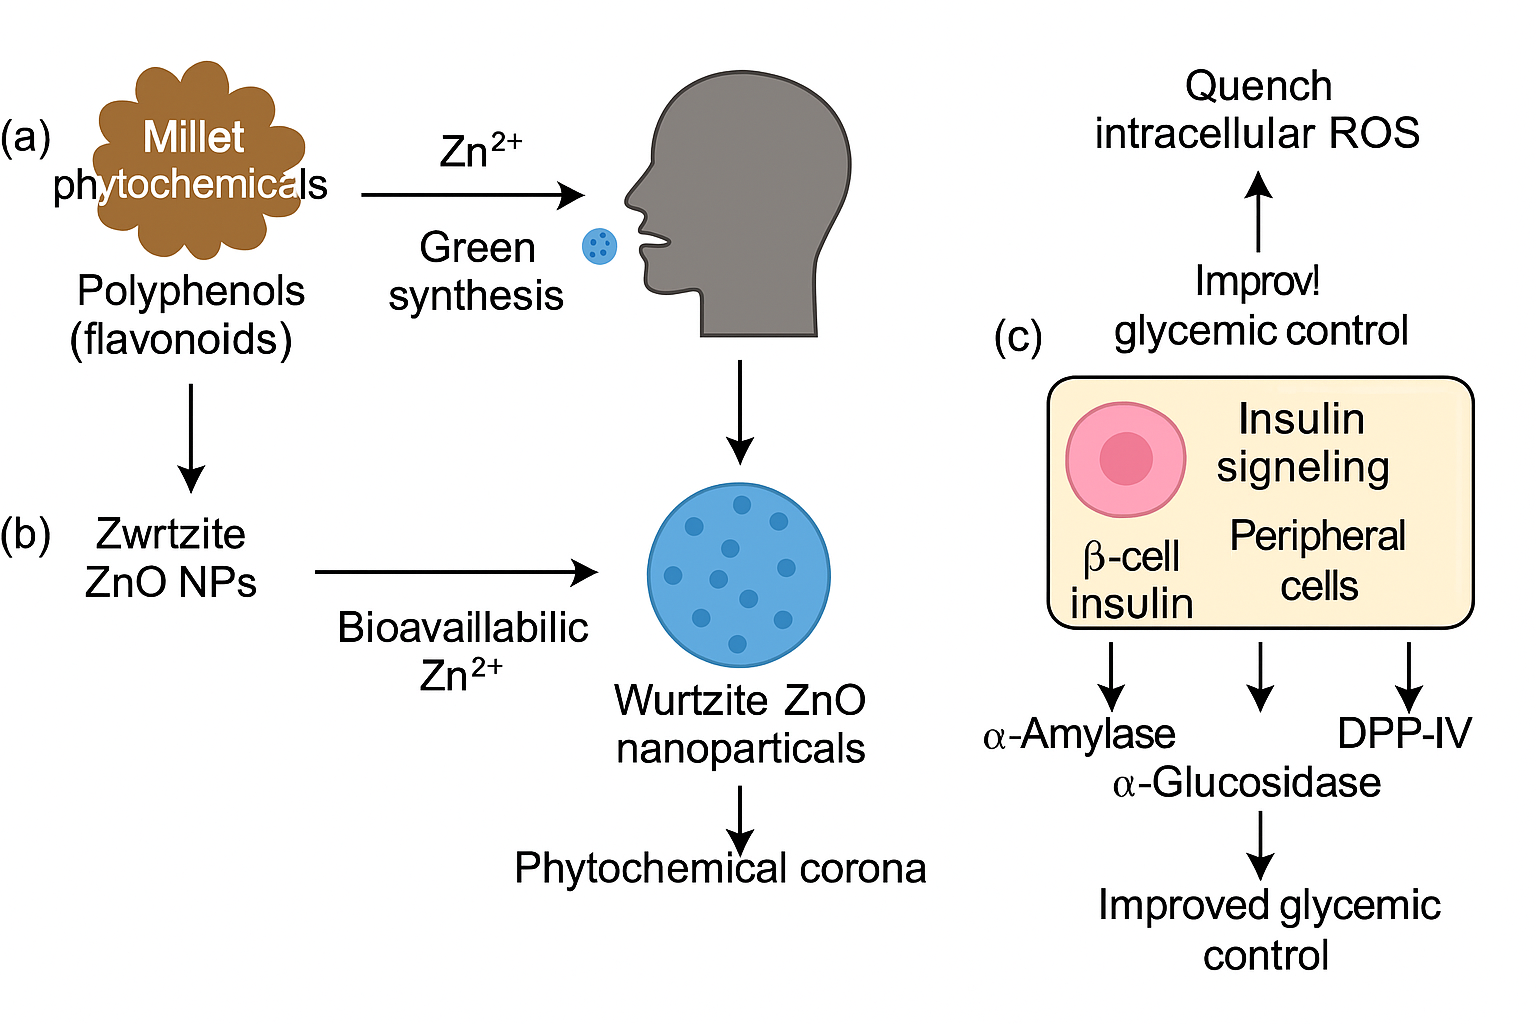 (a)
Millet
phytochemicals
Polyphenols
(flavonoids)
Zn²⁺
Green
synthesis
(b)
Zwrtzite
ZnO NPs
Bioavaillabilic
Zn²⁺
Wurtzite ZnO
nanoparticals
Phytochemical corona
(c)
Quench
intracellular ROS
Improv!
glycemic control
Insulin
signeling
β-cell
insulin
Peripheral
cells
α-Amylase
DPP-IV
α-Glucosidase
Improved glycemic
control